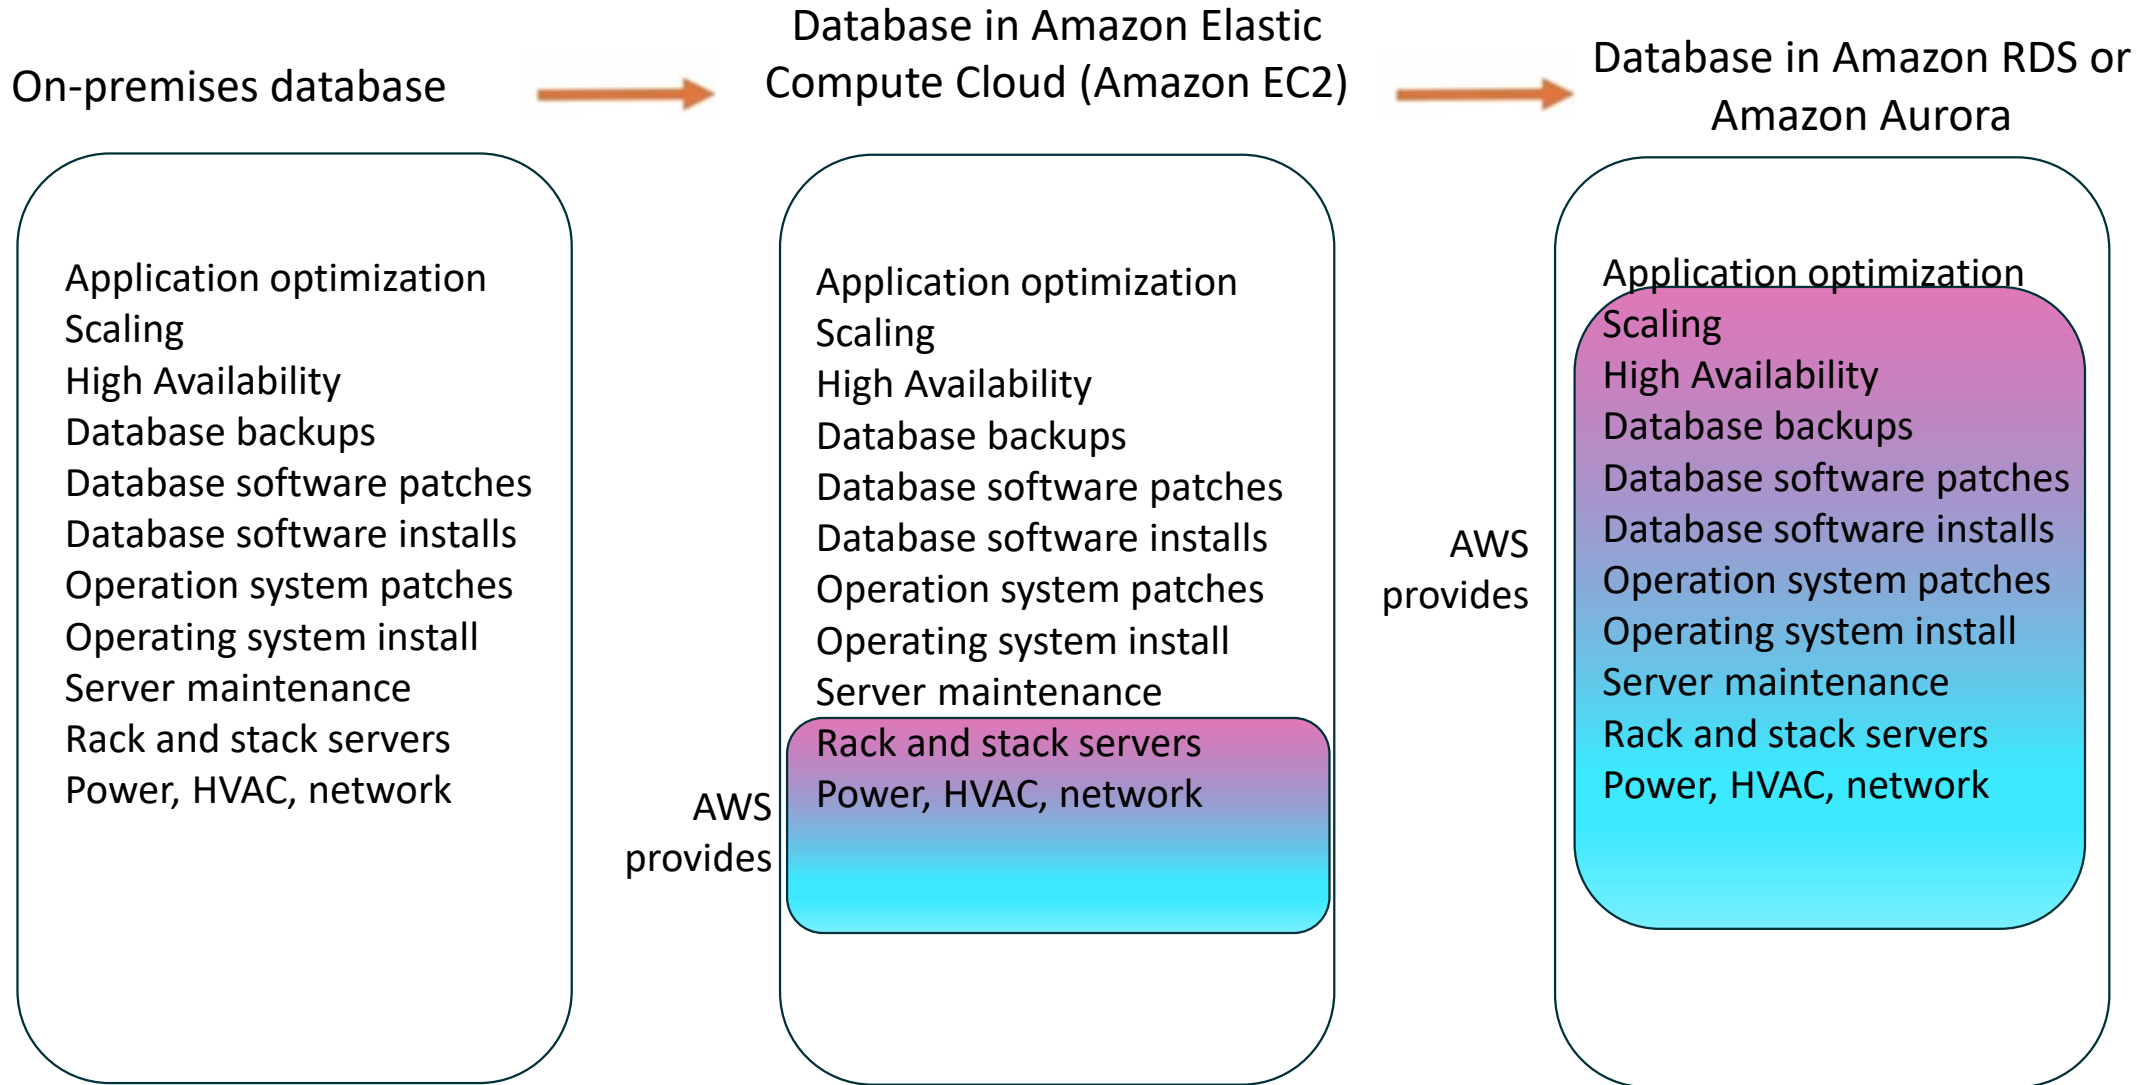 On-premises database
Database in Amazon Elastic
Compute Cloud (Amazon EC2)
Database in Amazon RDS or
Amazon Aurora
Application optimization
Scaling
High Availability
Database backups
Database software patches
Database software installs
Operation system patches
Operating system install
Server maintenance
Rack and stack servers
Power, HVAC, network
AWS
provides
Application optimization
Scaling
High Availability
Database backups
Database software patches
Database software installs
Operation system patches
Operating system install
Server maintenance
Rack and stack servers
Power, HVAC, network
AWS
provides
Application optimization
Scaling
High Availability
Database backups
Database software patches
Database software installs
Operation system patches
Operating system install
Server maintenance
Rack and stack servers
Power, HVAC, network